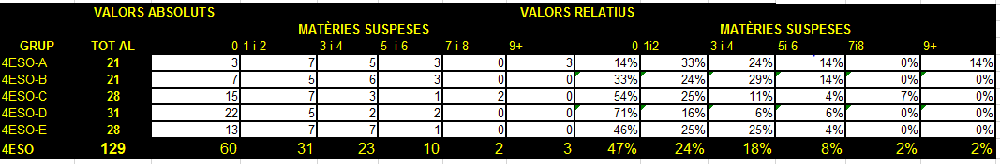 VALORS ABSOLUTS VALORS RELATIUS
MATÈRIES SUSPESES MATÈRIES SUSPESES
GRUP TOT AL 0 1 i 2 3 i 4 5 i 6 7 i 8 9+ 0 1i2 3 i 4 5i 6 7i8 9+
4ESO-A 21 3 7 5 3 0 3 14% 33% 24% 14% 0% 14%
4ESO-B 21 7 5 6 3 0 0 33% 24% 29% 14% 0% 0%
4ESO-C 28 15 7 3 1 2 0 54% 25% 11% 4% 7% 0%
4ESO-D 31 22 5 2 2 0 0 71% 16% 6% 6% 0% 0%
4ESO-E 28 13 7 7 1 0 0 46% 25% 25% 4% 0% 0%
4ESO 129 60 31 23 10 2 3 47% 24% 18% 8% 2% 2%